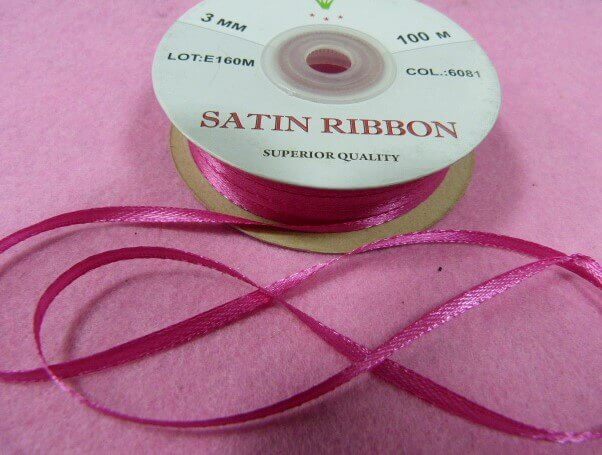 3 MM
100 M
LOT:E160M
COL.:6081
SATIN RIBBON
SUPERIOR QUALITY